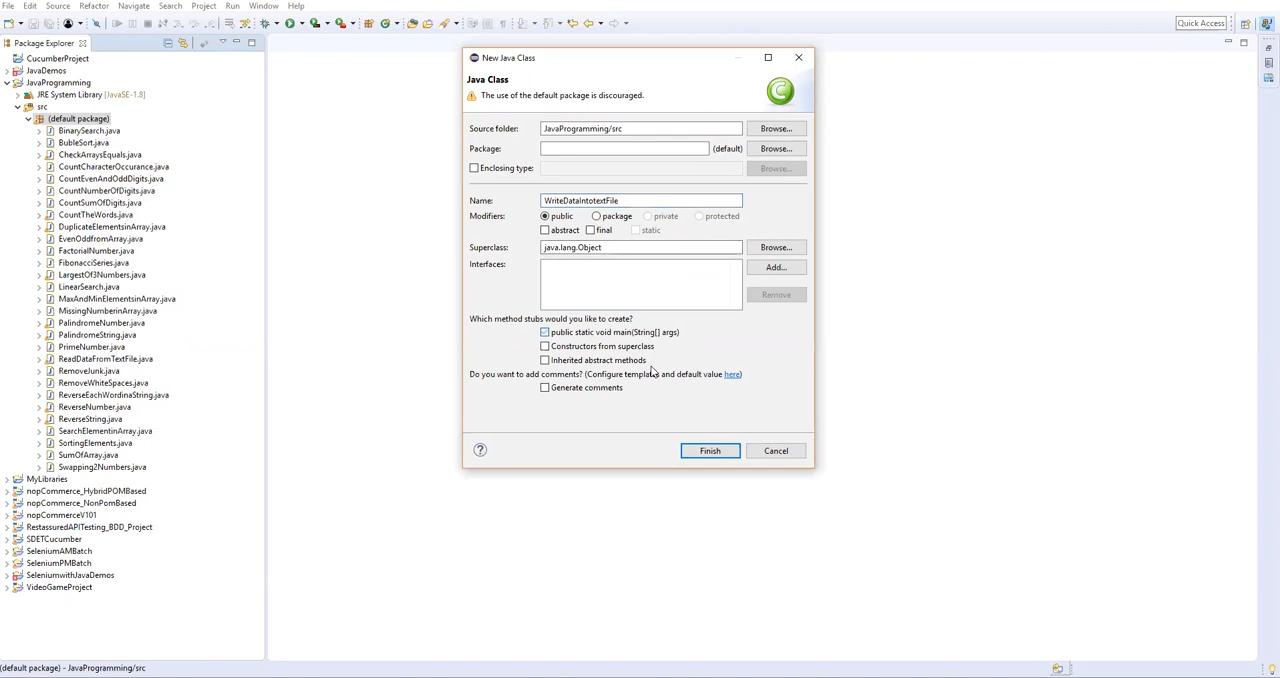 File Edit Source Refactor Navigate Search Project Run Window Help
Quick Access
Package Explorer
CucumberProject
JavaDemos
JavaProgramming
JRE System Library [JavaSE-1.8]
src
(default package)
BinarySearch.java
BubleSort.java
CheckArraysEquals.java
CountCharacterOccurance.java
CountEvenAndOddDigits.java
CountNumberOfDigits.java
CountSumOfDigits.java
CountTheWords.java
DuplicateElementsinArray.java
EvenOddfromArray.java
FactorialNumber.java
FibonacciSeries.java
LargestOf3Numbers.java
LinearSearch.java
MaxAndMinElementsinArray.java
MissingNumberinArray.java
PalindromeNumber.java
PalindromeString.java
PrimeNumber.java
ReadDataFromTextFile.java
RemoveJunk.java
RemoveWhiteSpaces.java
ReverseEachWordinaString.java
ReverseNumber.java
ReverseString.java
SearchElementinArray.java
SortingElements.java
SumOfArray.java
Swapping2Numbers.java
MyLibraries
nopCommerce_HybridPOMBased
nopCommerce_NonPomBased
nopCommerceV101
RestassuredAPITesting_BDD_Project
SDETCucumber
SeleniumAMBatch
SeleniumPMBatch
SeleniumwithJavaDemos
VideoGameProject
New Java Class
Java Class
The use of the default package is discouraged.
Source folder: JavaProgramming/src Browse...
Package: (default) Browse...
Enclosing type: Browse...
Name: WriteDataIntotextFile
Modifiers: public package private protected
abstract final static
Superclass: java.lang.Object Browse...
Interfaces: Add...
Remove
Which method stubs would you like to create?
public static void main(String[] args)
Constructors from superclass
Inherited abstract methods
Do you want to add comments? (Configure templates and default value here)
Generate comments
Finish Cancel
(default package) - JavaProgramming/src